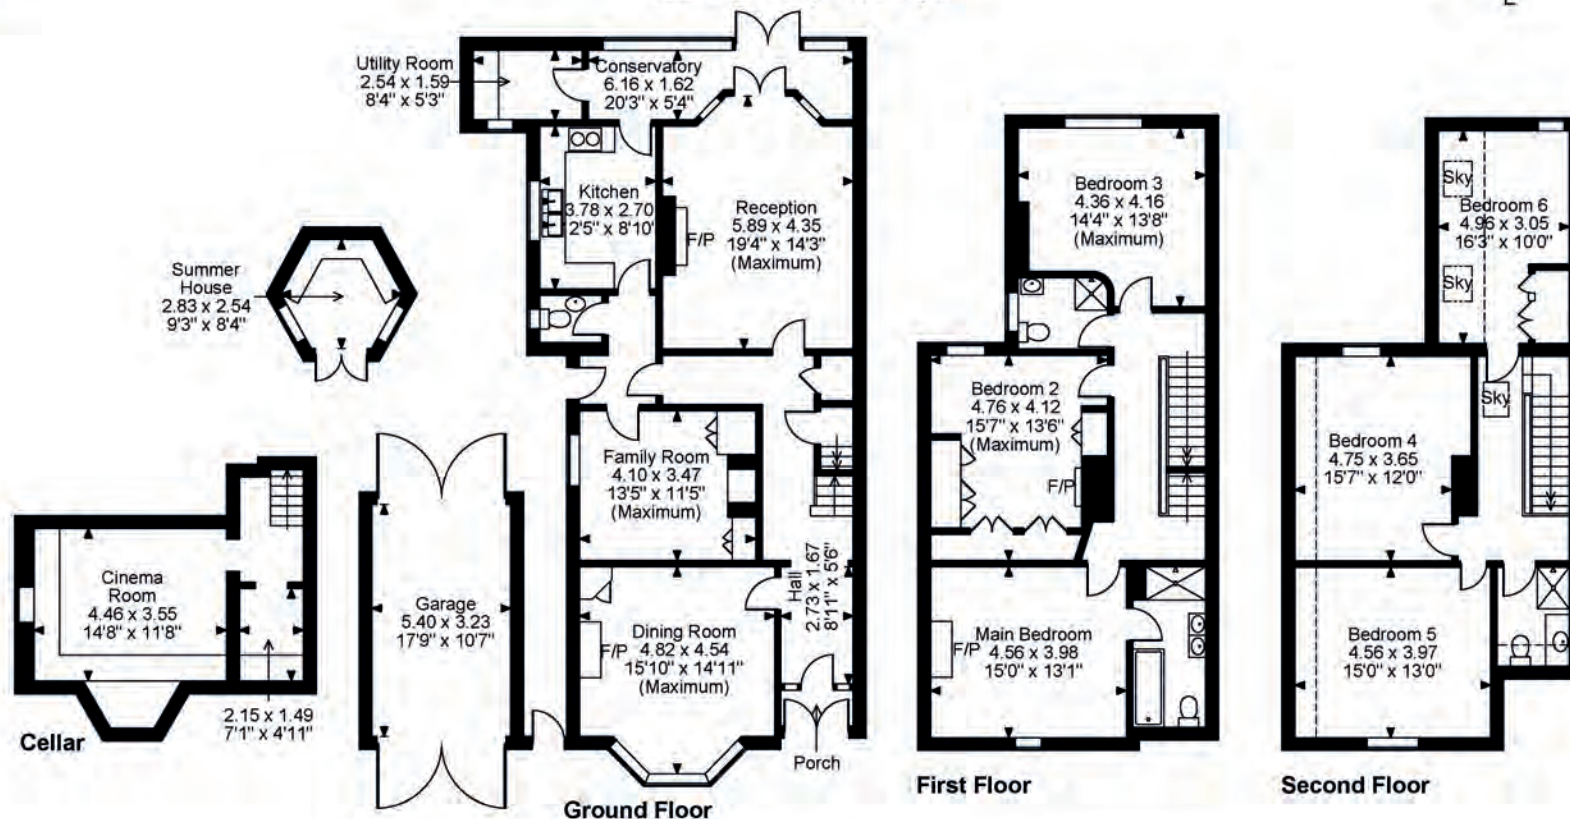 Utility Room
2.54 x 1.59
8'4" x 5'3"
Conservatory
6.16 x 1.62
20'3" x 5'4"
Kitchen
3.78 x 2.70
2'5" x 8'10'
F/P
Reception
5.89 x 4.35
19'4" x 14'3"
(Maximum)
Summer
House
2.83 x 2.54
9'3" x 8'4"
Family Room
4.10 x 3.47
13'5" x 11'5"
(Maximum)
Cinema
Room
4.46 x 3.55
14'8" x 11'8"
2.15 x 1.49
7'1" x 4'11"
Cellar
Garage
5.40 x 3.23
17'9" x 10'7"
F/P
Dining Room
4.82 x 4.54
15'10" x 14'11"
(Maximum)
Hall
2.73 x 1.67
8'11" x 5'6"
Porch
Ground Floor
Bedroom 3
4.36 x 4.16
14'4" x 13'8"
(Maximum)
Bedroom 2
4.76 x 4.12
15'7" x 13'6"
(Maximum)
F/P
Main Bedroom
4.56 x 3.98
15'0" x 13'1"
F/P
First Floor
Sky
Bedroom 6
4.96 x 3.05
16'3" x 10'0"
Sky
Sky
Bedroom 4
4.75 x 3.65
15'7" x 12'0"
Bedroom 5
4.56 x 3.97
15'0" x 13'0"
Second Floor